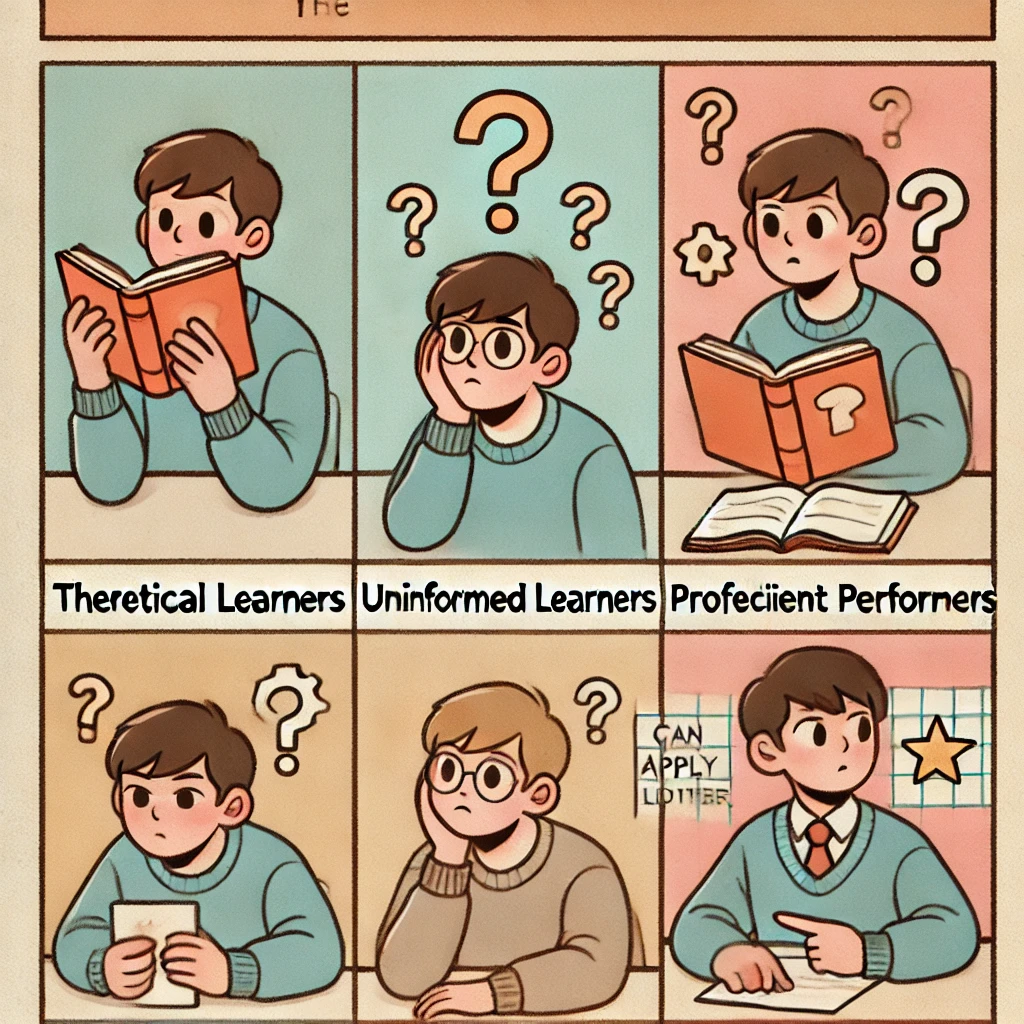 The
Theretical Learners
Uninformed Learners
Profeciient Performers
CAN
APPLY